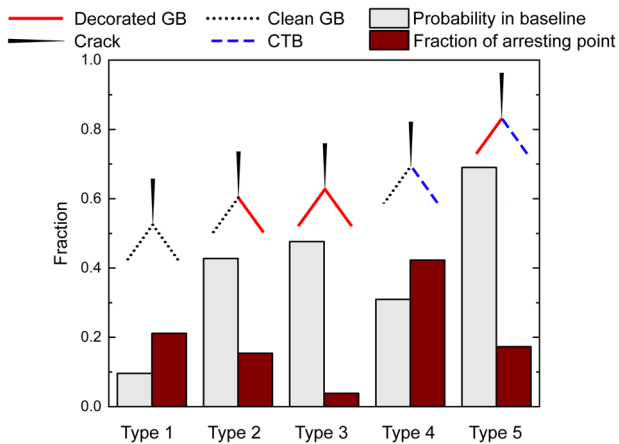 Decorated GB
Clean GB
Probability in baseline
Crack
CTB
Fraction of arresting point
1.0
0.8
0.6
0.4
0.2
0.0
Fraction
Type 1
Type 2
Type 3
Type 4
Type 5